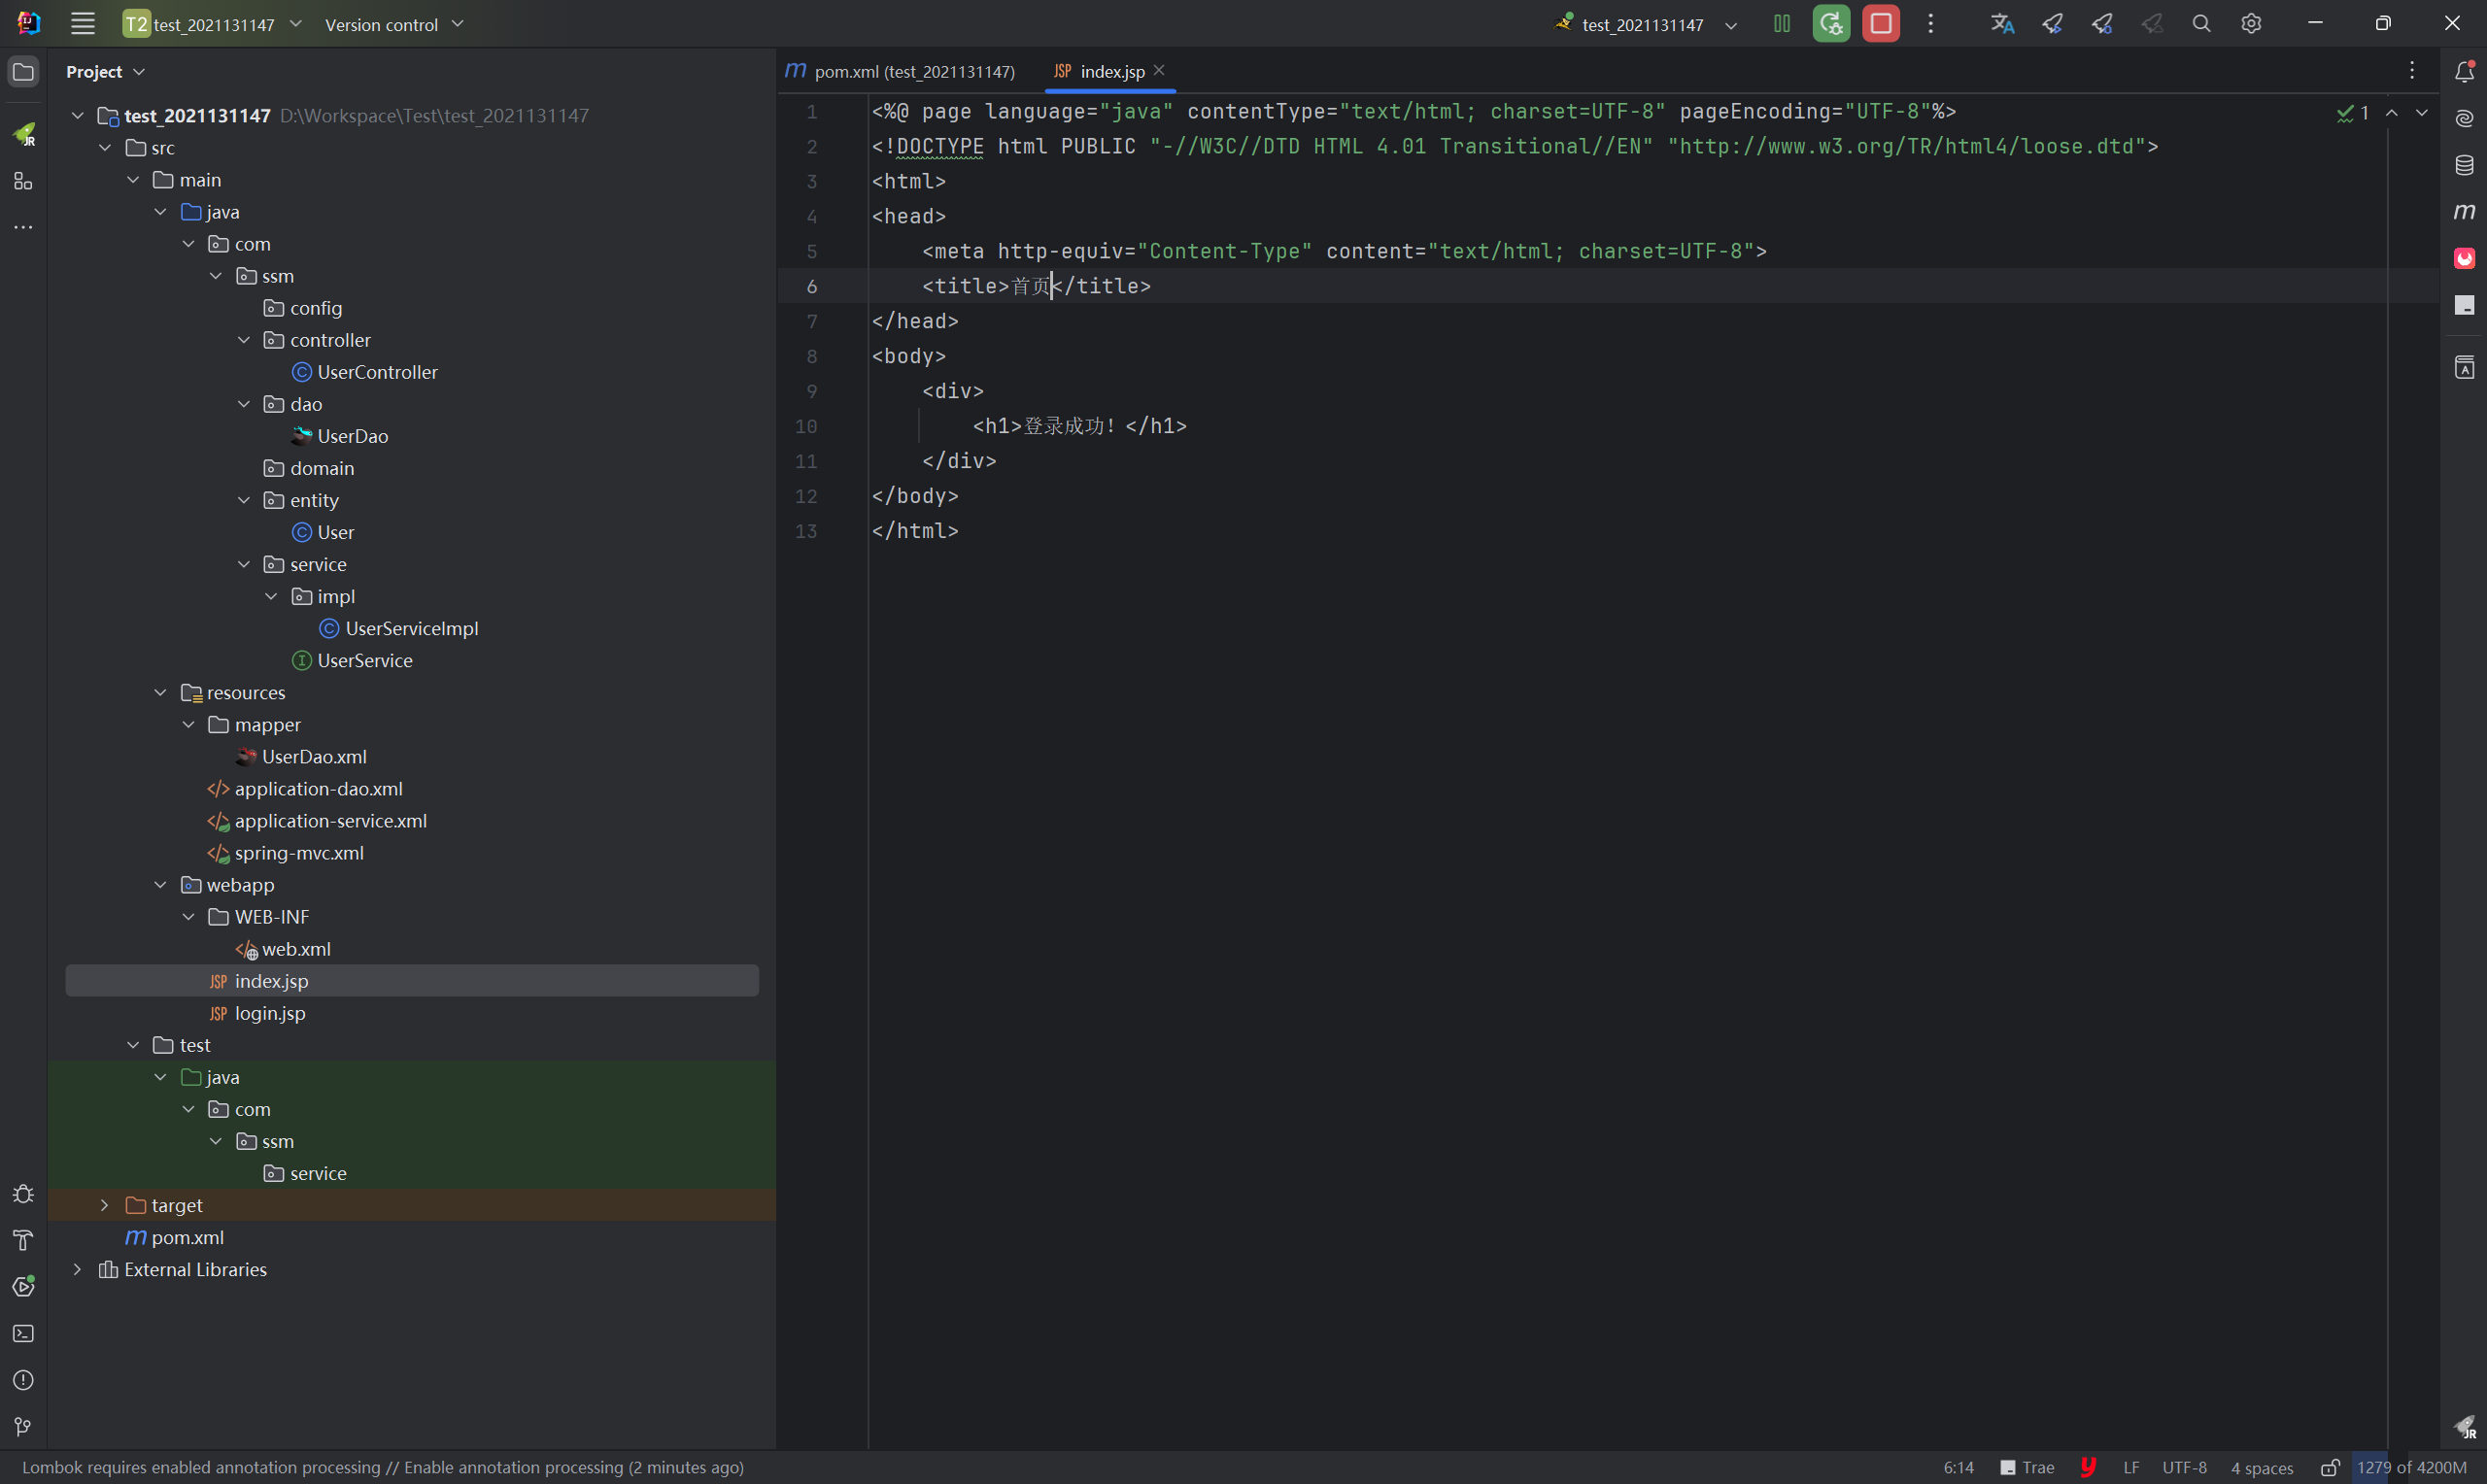 T2 test_2021131147 Version control test_2021131147
Project
test_2021131147 D:\Workspace\Test\test_2021131147
src
main
java
com
ssm
config
controller
UserController
dao
UserDao
domain
entity
User
service
impl
UserServiceImpl
UserService
resources
mapper
UserDao.xml
application-dao.xml
application-service.xml
spring-mvc.xml
webapp
WEB-INF
web.xml
JSP index.jsp
JSP login.jsp
test
java
com
ssm
service
target
m pom.xml
External Libraries
m pom.xml (test_2021131147) JSP index.jsp
1 <%@ page language="java" contentType="text/html; charset=UTF-8" pageEncoding="UTF-8"%>
1
2 <!DOCTYPE html PUBLIC "-//W3C//DTD HTML 4.01 Transitional//EN" "http://www.w3.org/TR/html4/loose.dtd">
3 <html>
4 <head>
5 <meta http-equiv="Content-Type" content="text/html; charset=UTF-8">
6 <title>首页</title>
7 </head>
8 <body>
9 <div>
10 <h1>登录成功！</h1>
11 </div>
12 </body>
13 </html>
Lombok requires enabled annotation processing // Enable annotation processing (2 minutes ago)
6:14 Trae y LF UTF-8 4 spaces 1279 of 4200M